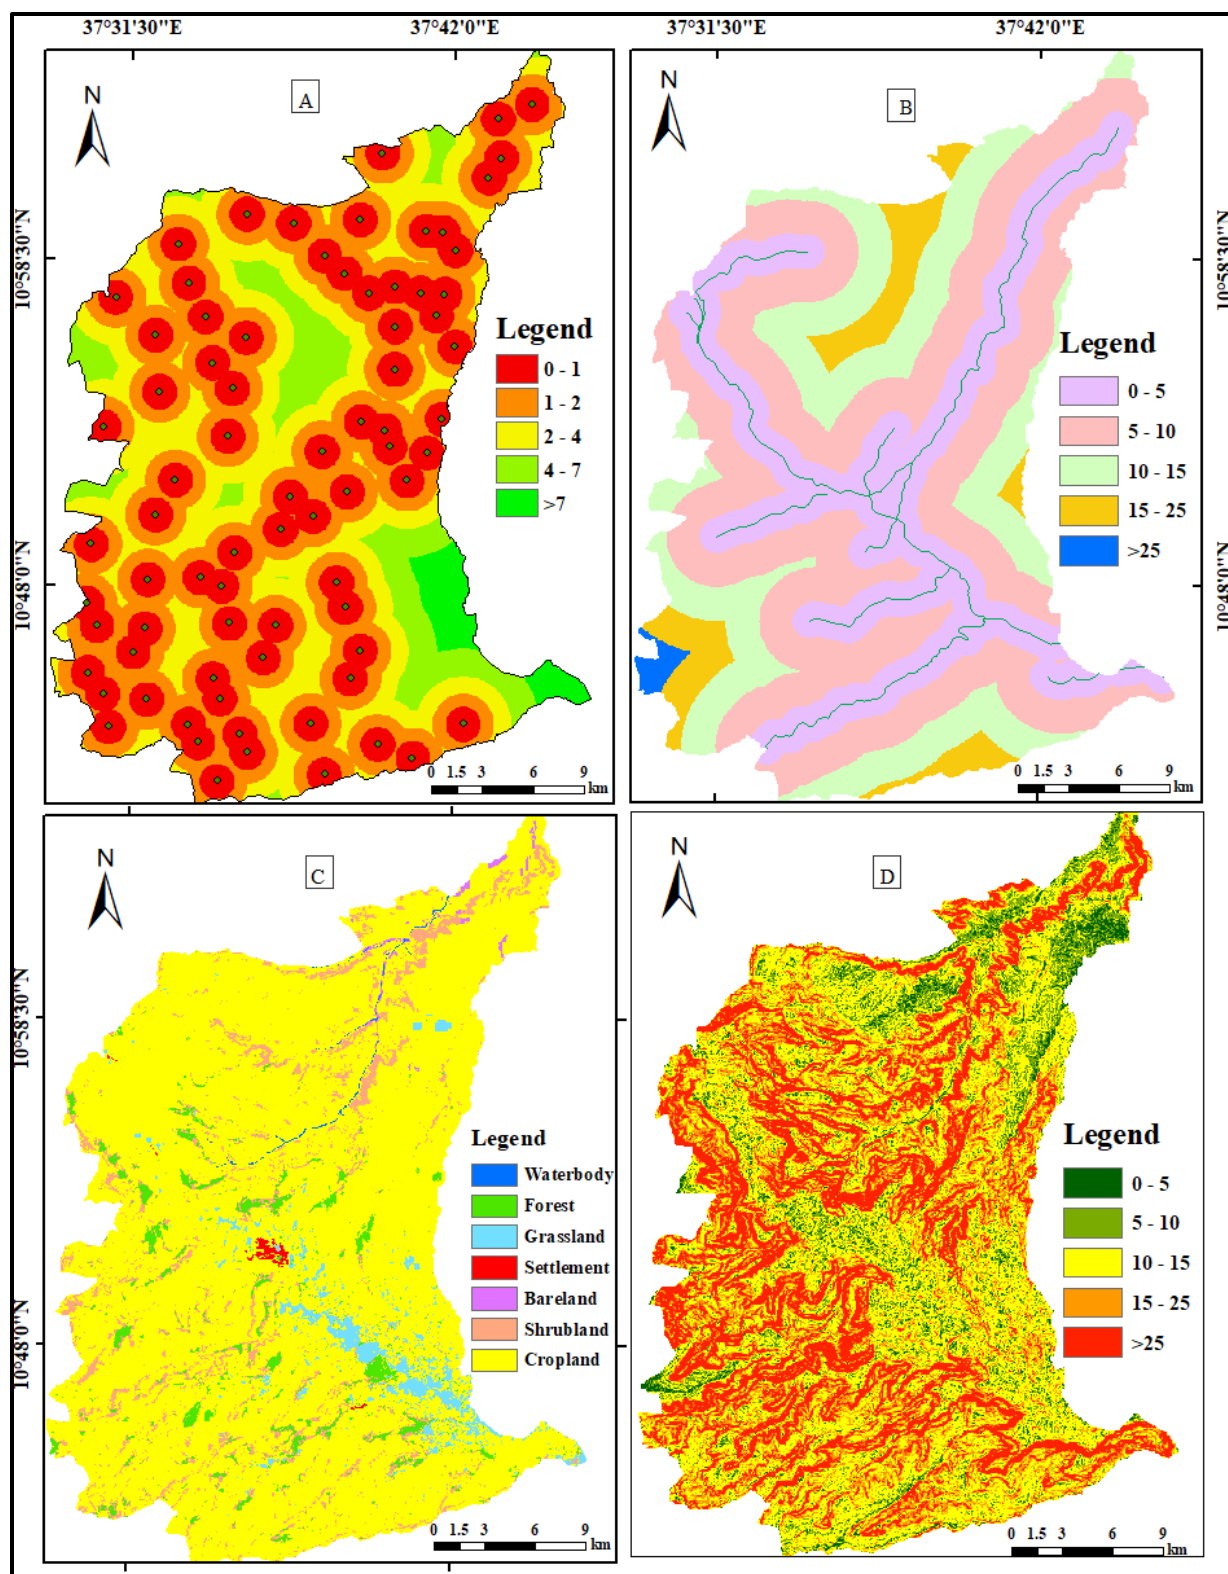 37°31'30"E 37°42'0"E 37°31'30"E 37°42'0"E
N
A
N
B
10°58'30"N
10°58'30"N
Legend
0 - 1
1 - 2
2 - 4
4 - 7
>7
Legend
0 - 5
5 - 10
10 - 15
15 - 25
>25
10°48'0"N
10°48'0"N
0 1.5 3 6 9
km
0 1.5 3 6 9
km
N
C
N
D
10°58'30"N
Legend
Waterbody
Forest
Grassland
Settlement
Bareland
Shrubland
Cropland
Legend
0 - 5
5 - 10
10 - 15
15 - 25
>25
10°48'0"N
0 1.5 3 6 9
km
0 1.5 3 6 9
km